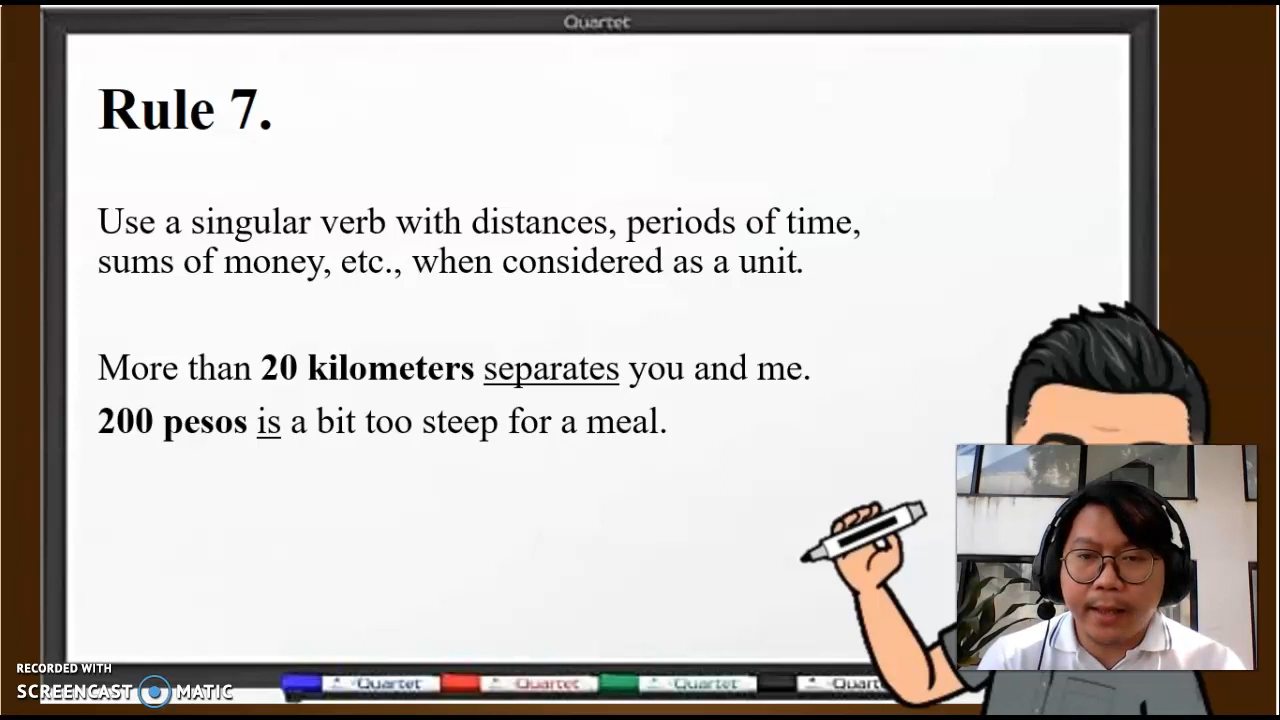 Quartet
Rule 7.
Use a singular verb with distances, periods of time,
sums of money, etc., when considered as a unit.
More than 20 kilometers separates you and me.
200 pesos is a bit too steep for a meal.
RECORDED WITH
SCREENCAST MATIC
Quartet Quartet Quartet Quart